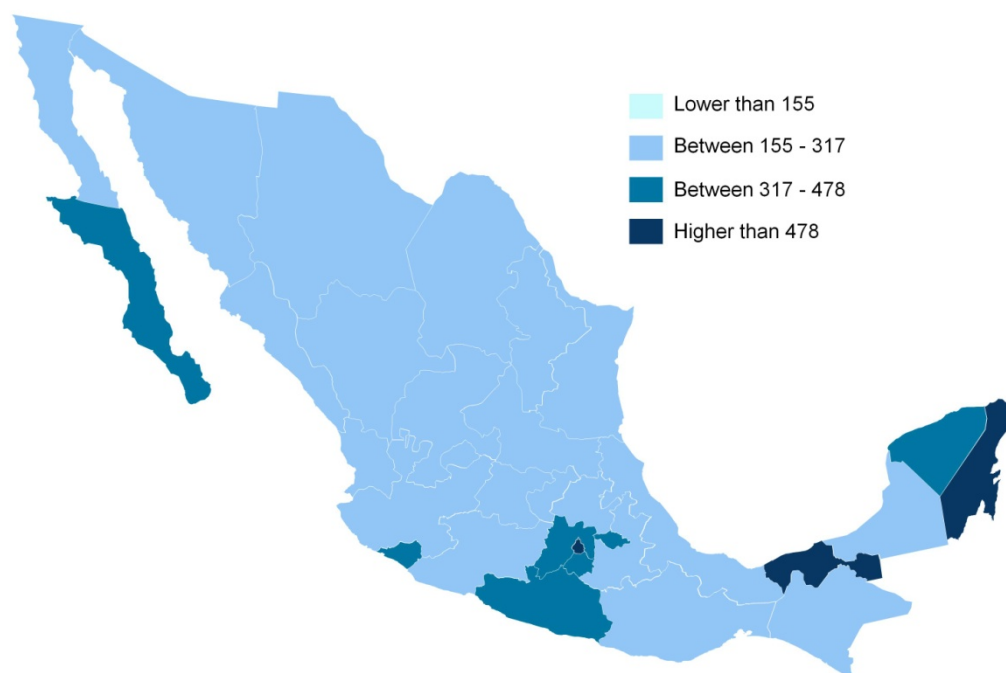 Lower than 155
Between 155 - 317
Between 317 - 478
Higher than 478